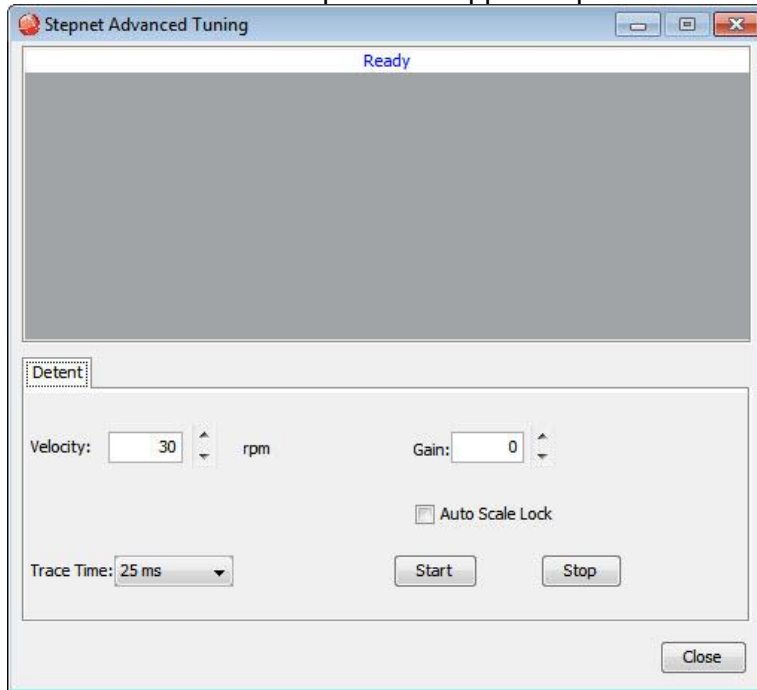 Stepnet Advanced Tuning
Ready
Detent
Velocity: 30 rpm Gain: 0
Auto Scale Lock
Trace Time: 25 ms Start Stop
Close